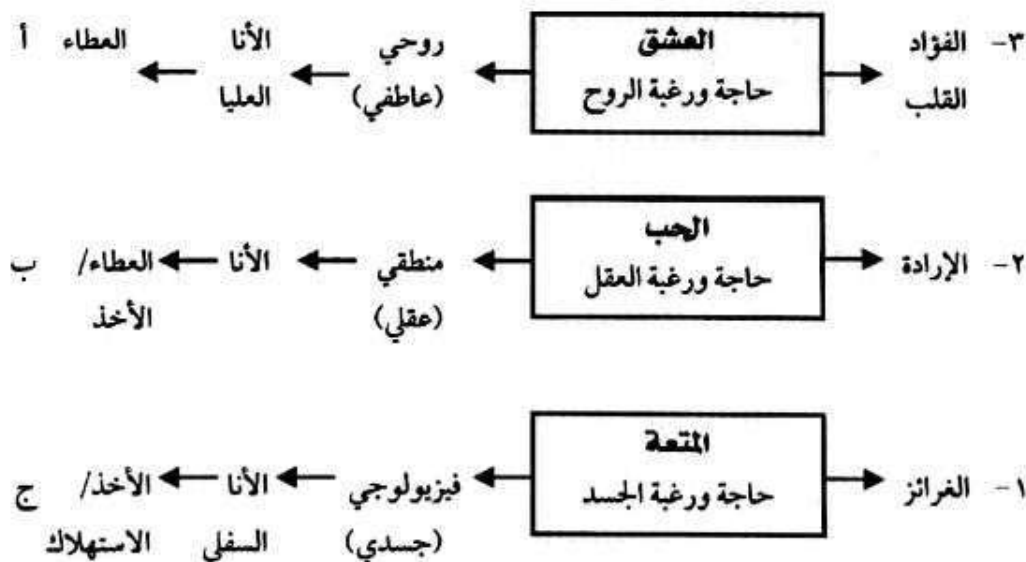 ٣- الفؤاد العشق روحي الأنا العطاء أ
القلب حاجة ورغبة الروح (عاطفي) العليا
٢- الإرادة الحب منطقي الأنا العطاء/ ب
حاجة ورغبة العقل (عقلي) الأخذ
١- الغرائز المتعة فيزيولوجي الأنا الأخذ/ ج
حاجة ورغبة الجسد (جسدي) السفلى الاستهلاك